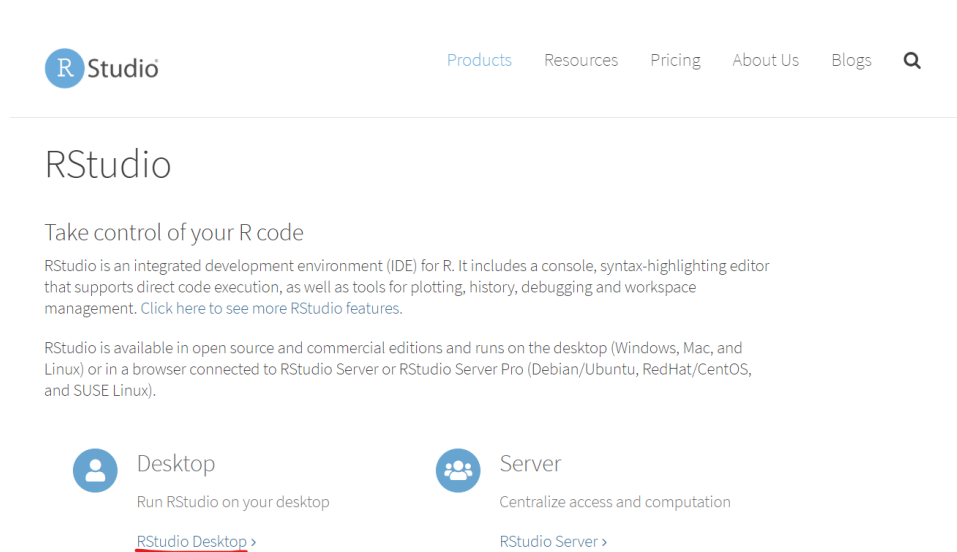 R Studio
Products Resources Pricing About Us Blogs
RStudio
Take control of your R code
RStudio is an integrated development environment (IDE) for R. It includes a console, syntax-highlighting editor
that supports direct code execution, as well as tools for plotting, history, debugging and workspace
management. Click here to see more RStudio features.
RStudio is available in open source and commercial editions and runs on the desktop (Windows, Mac, and
Linux) or in a browser connected to RStudio Server or RStudio Server Pro (Debian/Ubuntu, RedHat/CentOS,
and SUSE Linux).
Desktop
Run RStudio on your desktop
RStudio Desktop >
Server
Centralize access and computation
RStudio Server >